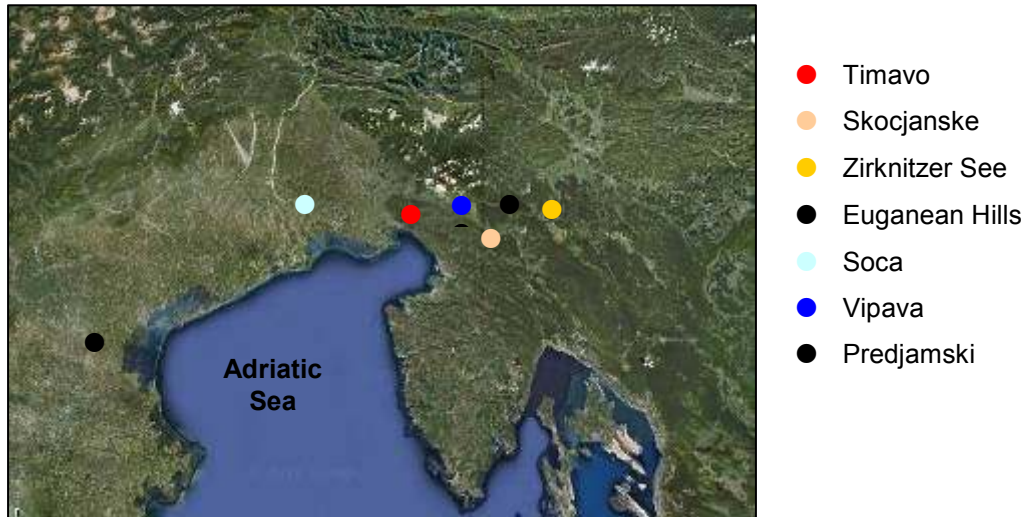 Adriatic
Sea
Timavo
Skocjanske
Zirknitzer See
Euganean Hills
Soca
Vipava
Predjamski